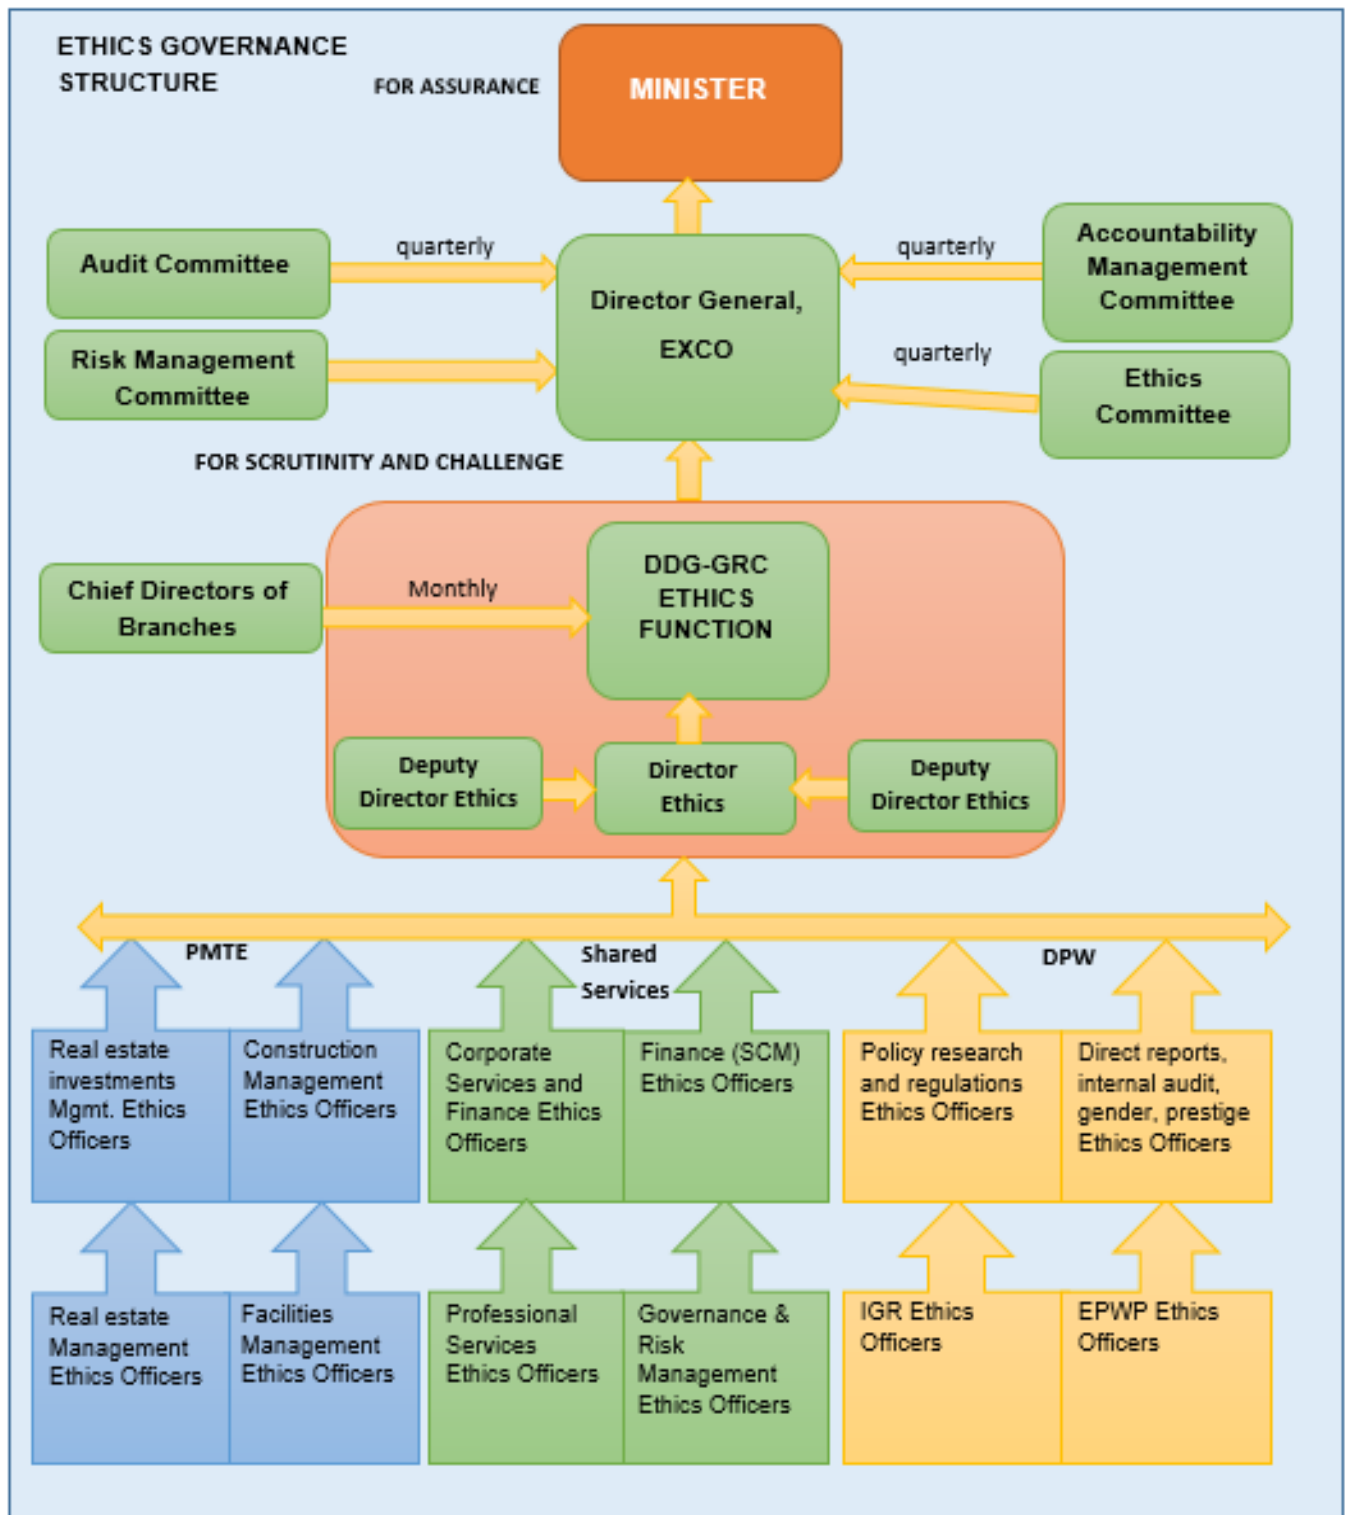 ETHICS GOVERNANCE
STRUCTURE
FOR ASSURANCE
MINISTER
Audit Committee
quarterly
quarterly
Accountability
Management
Committee
Director General,
EXCO
Risk Management
Committee
quarterly
Ethics
Committee
FOR SCRUTINITY AND CHALLENGE
Chief Directors of
Branches
Monthly
DDG-GRC
ETHICS
FUNCTION
Deputy
Director Ethics
Director
Ethics
Deputy
Director Ethics
PMTE
Shared
Services
DPW
Real estate
investments
Mgmt. Ethics
Officers
Construction
Management
Ethics Officers
Corporate
Services and
Finance Ethics
Officers
Finance (SCM)
Ethics Officers
Policy research
and regulations
Ethics Officers
Direct reports,
internal audit,
gender, prestige
Ethics Officers
Real estate
Management
Ethics Officers
Facilities
Management
Ethics Officers
Professional
Services
Ethics Officers
Governance &
Risk
Management
Ethics Officers
IGR Ethics
Officers
EPWP Ethics
Officers